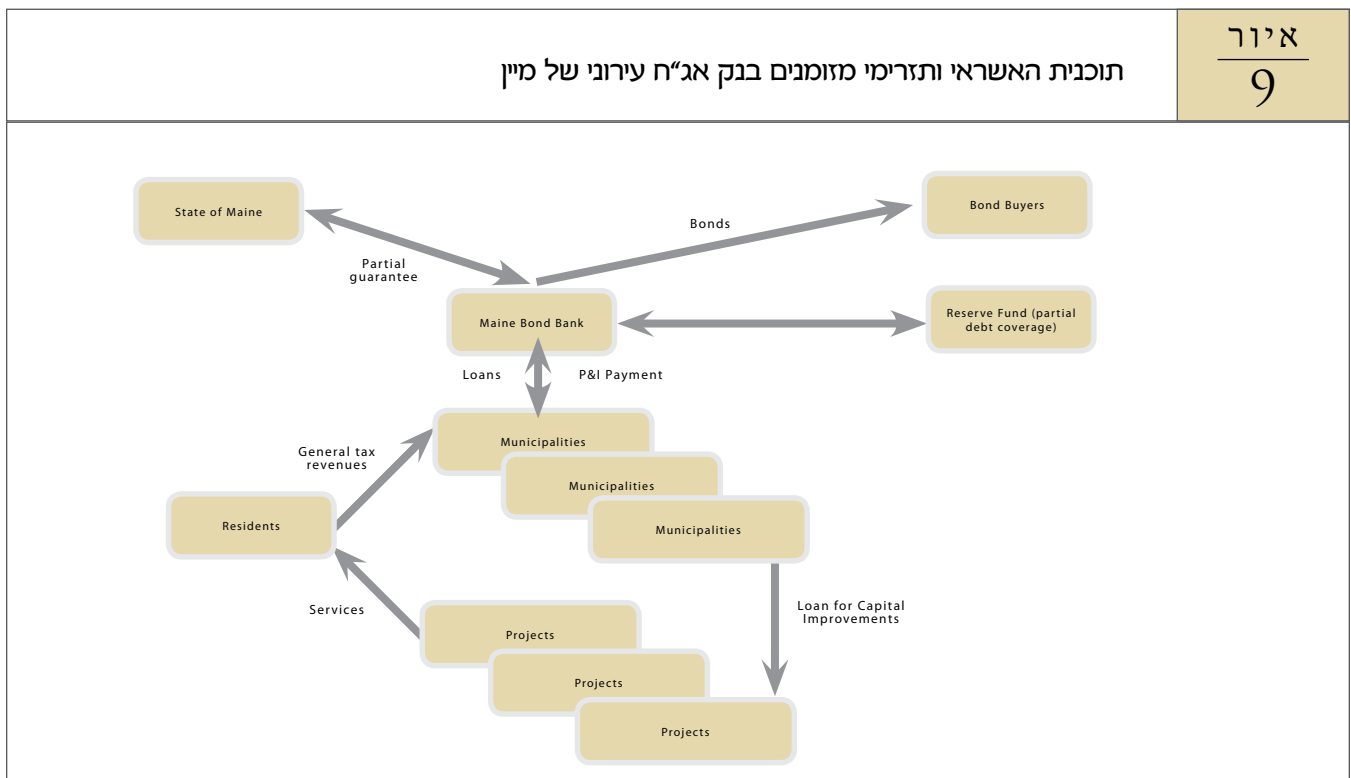 איור
9
תוכנית האשראי ותזרימי מזומנים בנק אג“ח עירוני של מיין
State of Maine
Bond Buyers
Bonds
Partial
guarantee
Maine Bond Bank
Reserve Fund (partial
debt coverage)
Loans
P&I Payment
Municipalities
General tax
revenues
Municipalities
Residents
Municipalities
Services
Loan for Capital
Improvements
Projects
Projects
Projects